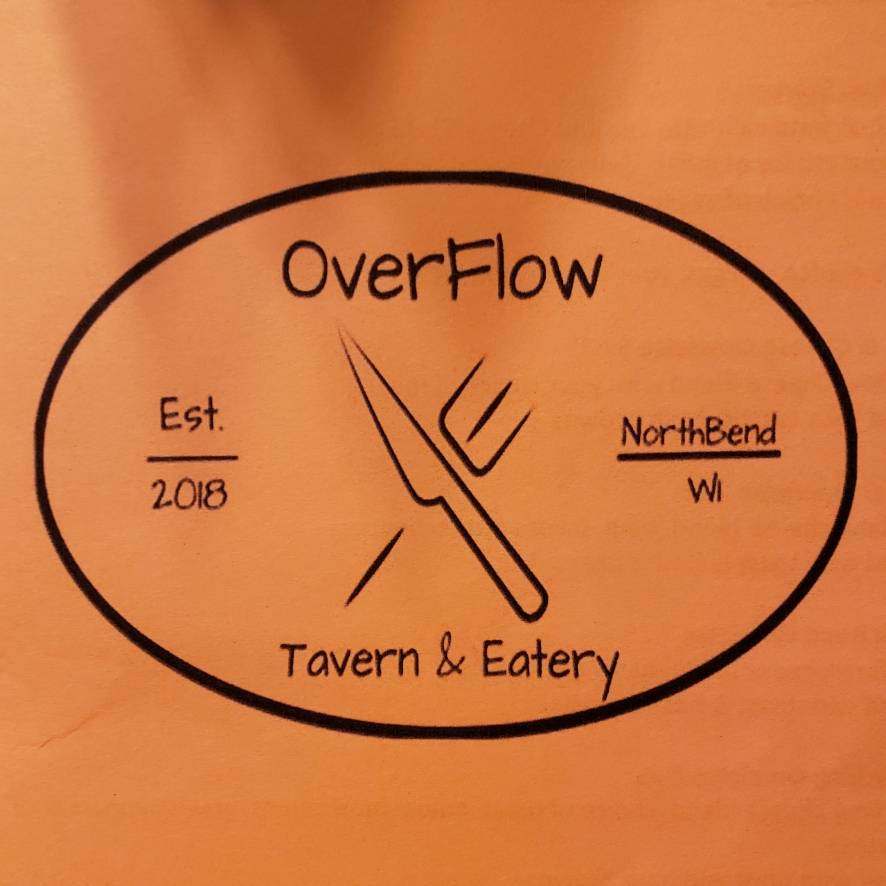 OverFlow
Est.
2018
NorthBend
WI
Tavern & Eatery